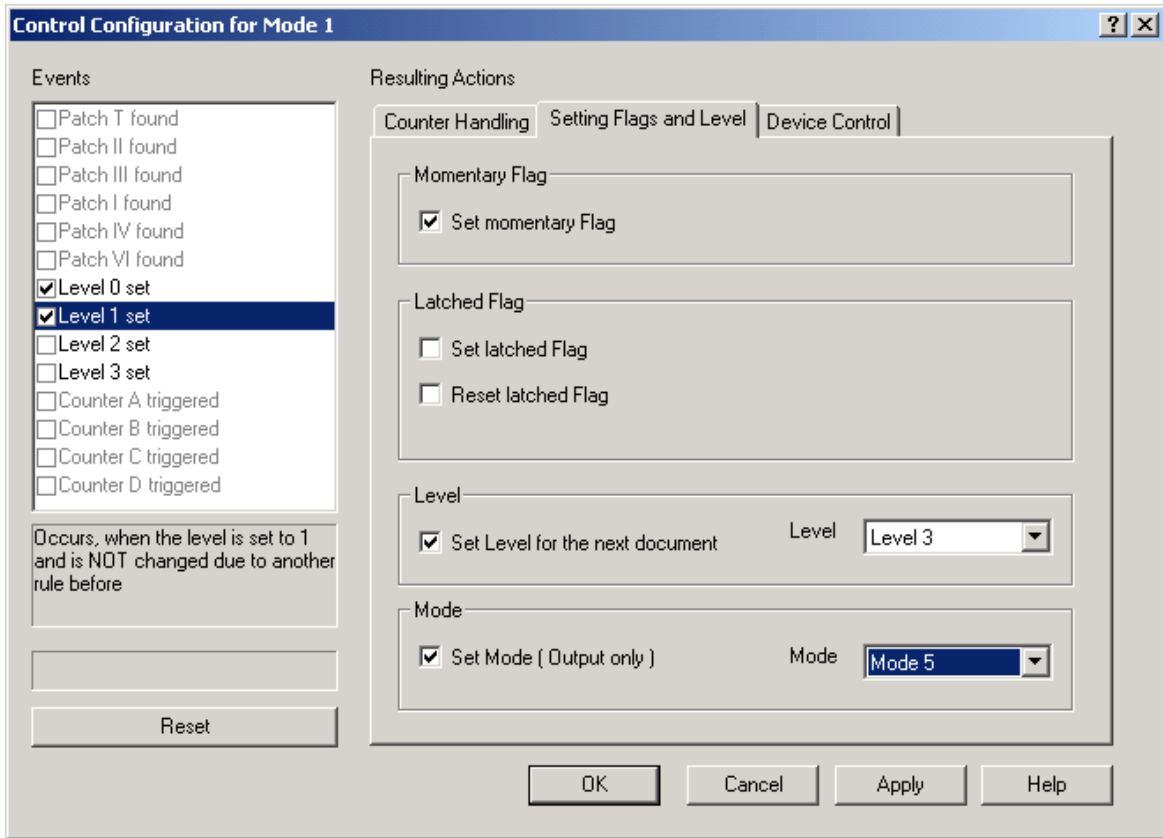 Control Configuration for Mode 1
Events
Patch T found
Patch II found
Patch III found
Patch I found
Patch IV found
Patch VI found
Level 0 set
Level 1 set
Level 2 set
Level 3 set
Counter A triggered
Counter B triggered
Counter C triggered
Counter D triggered
Occurs, when the level is set to 1
and is NOT changed due to another
rule before
Reset
Resulting Actions
Counter Handling Setting Flags and Level Device Control
Momentary Flag
Set momentary Flag
Latched Flag
Set latched Flag
Reset latched Flag
Level
Set Level for the next document Level Level 3
Mode
Set Mode ( Output only ) Mode Mode 5
OK Cancel Apply Help